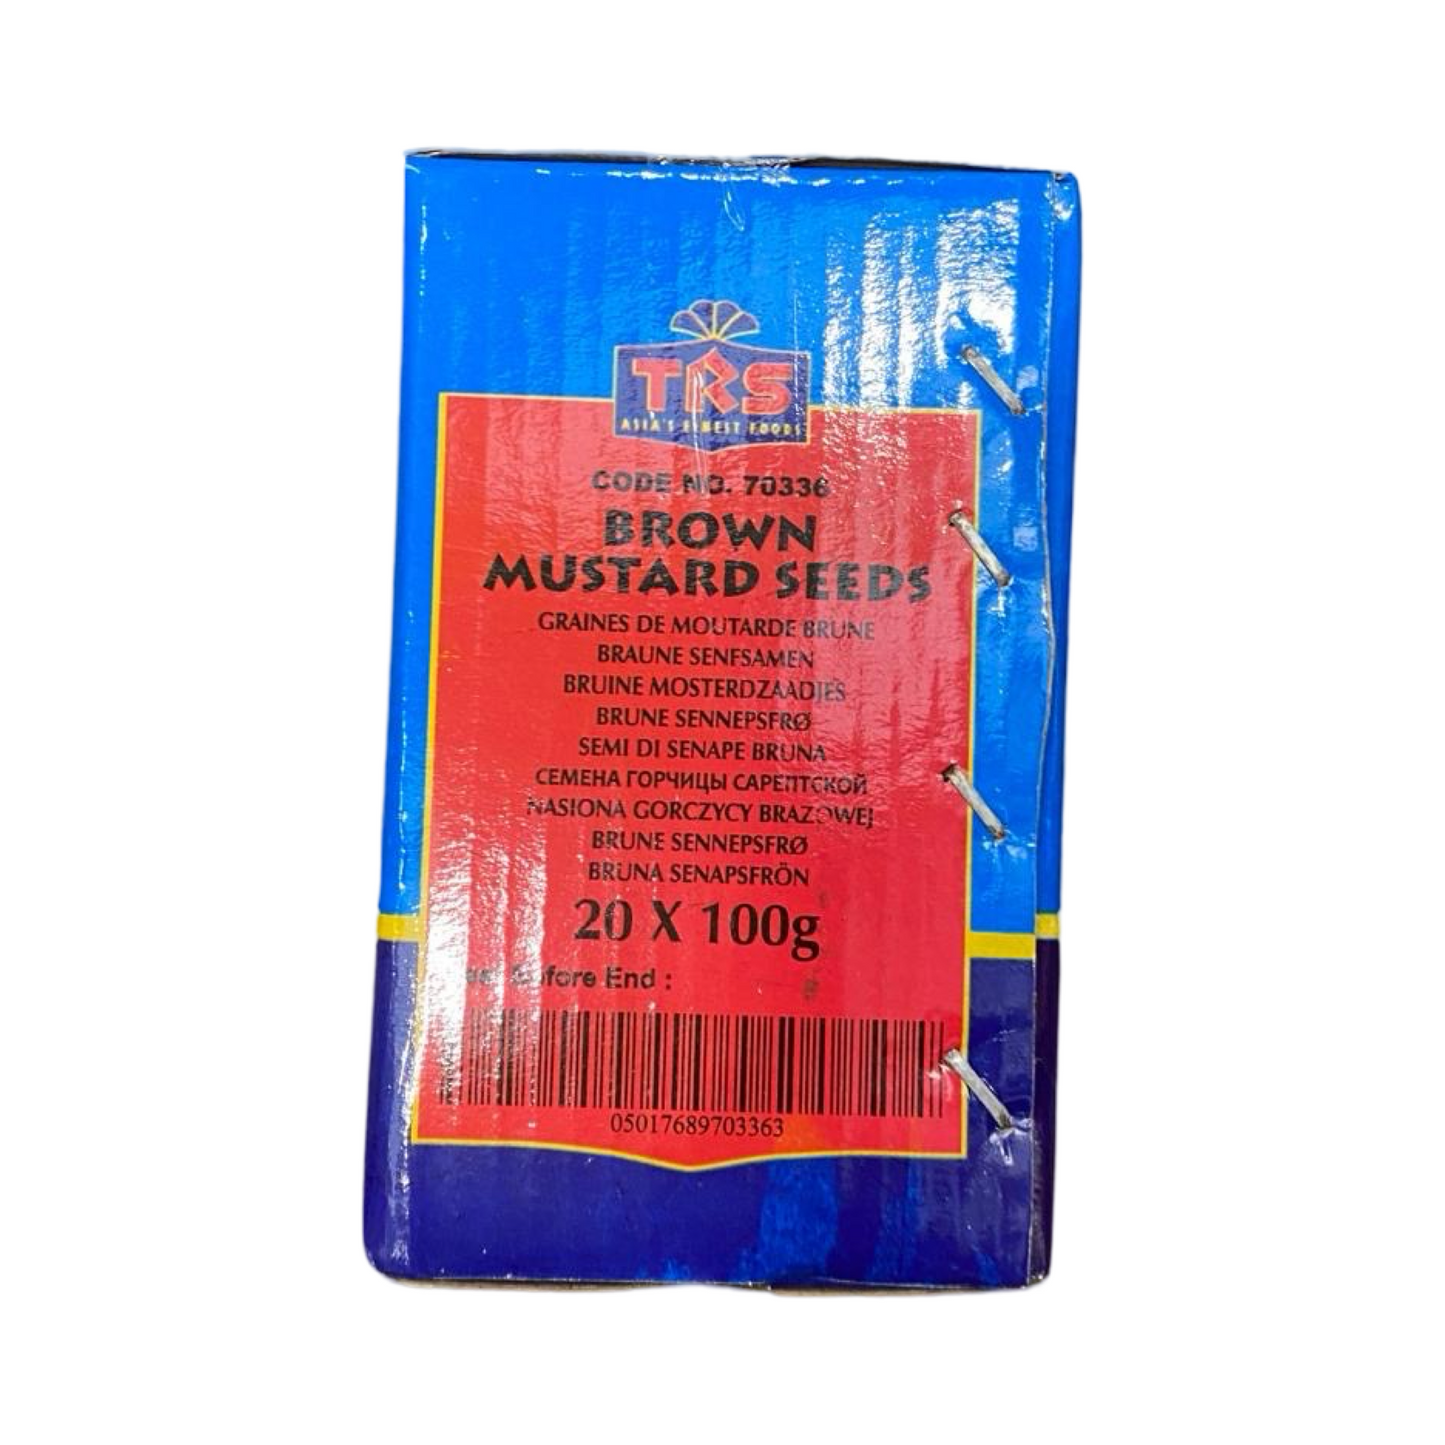 TRS
ASIA'S FINEST FOODS
CODE NO. 70336
BROWN
MUSTARD SEEDS
GRAINES DE MOUTARDE BRUNE
BRAUNE SENFSAMEN
BRUINE MOSTERDZAADJES
BRUNE SENNEPSFRØ
SEMI DI SENAPE BRUNA
СЕМЕНА ГОРЧИЦЫ САРЕПТСКОЙ
NASIONA GORCZYCY BRAZOWEJ
BRUNE SENNEPSFRØ
BRUNA SENAPSFRÖN
20 X 100g
Best Before End :
05017689703363